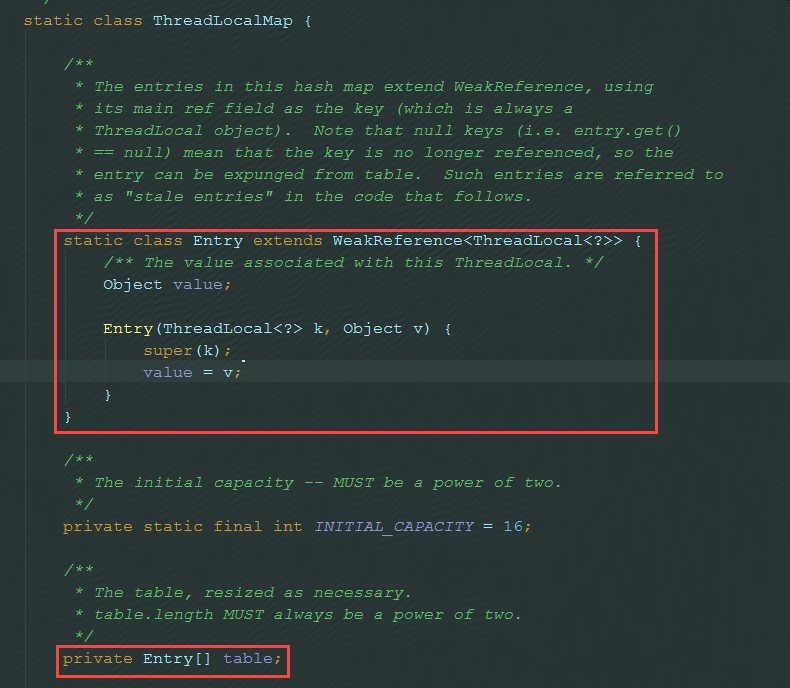 */
static class ThreadLocalMap {
/**
* The entries in this hash map extend WeakReference, using
* its main ref field as the key (which is always a
* ThreadLocal object).  Note that null keys (i.e. entry.get()
* == null) mean that the key is no longer referenced, so the
* entry can be expunged from table.  Such entries are referred to
* as "stale entries" in the code that follows.
*/
static class Entry extends WeakReference<ThreadLocal<?>> {
/** The value associated with this ThreadLocal. */
Object value;
Entry(ThreadLocal<?> k, Object v) {
super(k);
value = v;
}
}
/**
* The initial capacity -- MUST be a power of two.
*/
private static final int INITIAL_CAPACITY = 16;
/**
* The table, resized as necessary.
* table.length MUST always be a power of two.
*/
private Entry[] table;